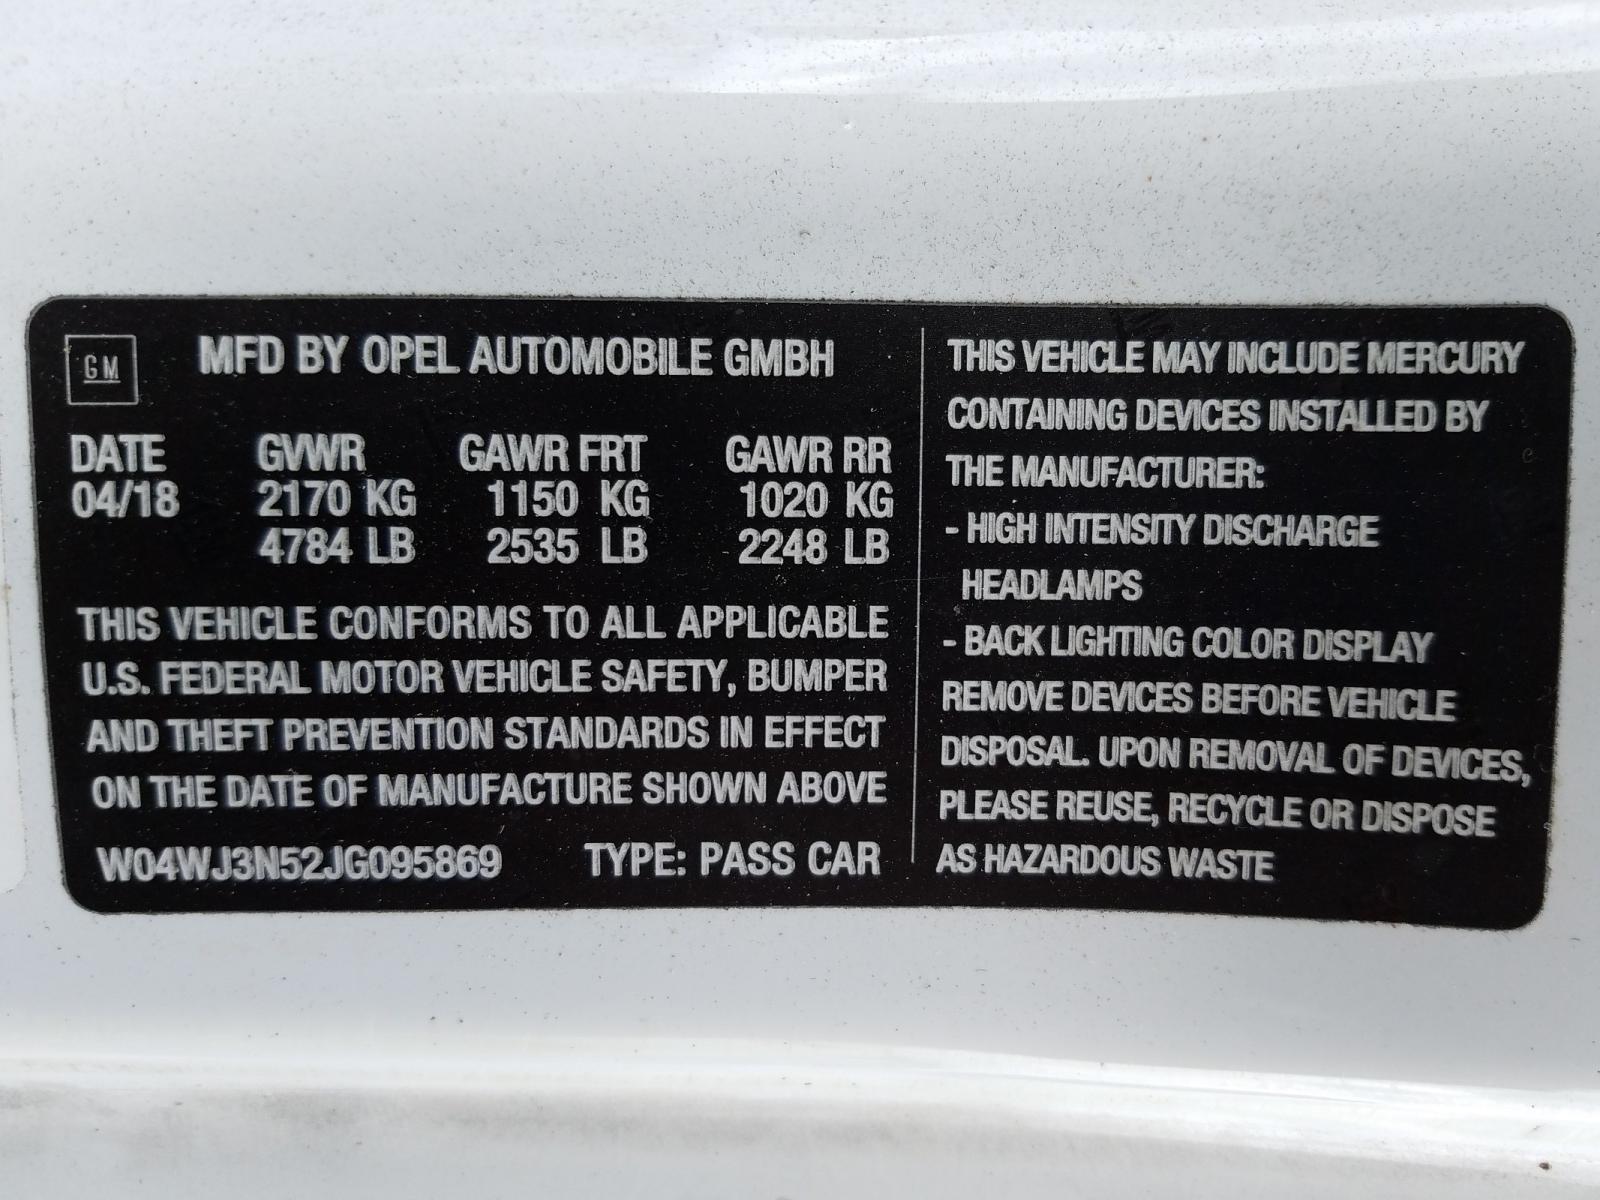 GM
MFD BY OPEL AUTOMOBILE GMBH
DATE GVWR GAWR FRT GAWR RR
04/18 2170 KG 1150 KG 1020 KG
4784 LB 2535 LB 2248 LB
THIS VEHICLE CONFORMS TO ALL APPLICABLE
U.S. FEDERAL MOTOR VEHICLE SAFETY, BUMPER
AND THEFT PREVENTION STANDARDS IN EFFECT
ON THE DATE OF MANUFACTURE SHOWN ABOVE
W04WJ3N52JG095869 TYPE: PASS CAR
THIS VEHICLE MAY INCLUDE MERCURY
CONTAINING DEVICES INSTALLED BY
THE MANUFACTURER:
- HIGH INTENSITY DISCHARGE
HEADLAMPS
- BACK LIGHTING COLOR DISPLAY
REMOVE DEVICES BEFORE VEHICLE
DISPOSAL. UPON REMOVAL OF DEVICES,
PLEASE REUSE, RECYCLE OR DISPOSE
AS HAZARDOUS WASTE